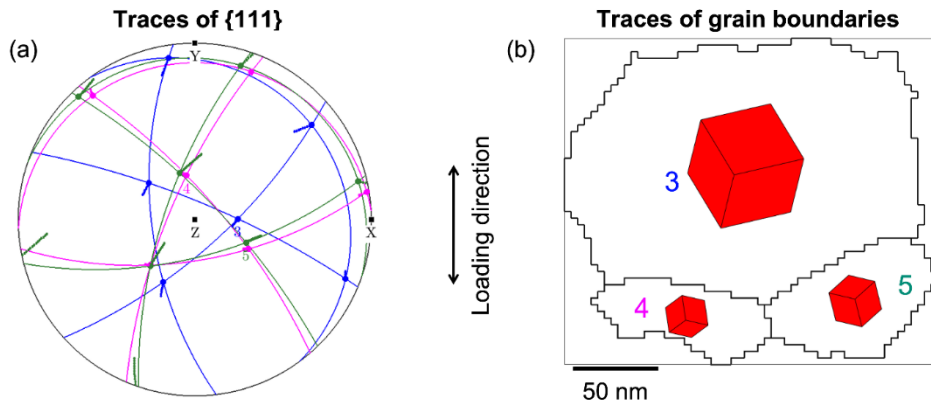 Traces of {111}
Traces of grain boundaries
(a)
(b)
Y
4
Z
3
X
5
Loading direction
3
4
5
50 nm